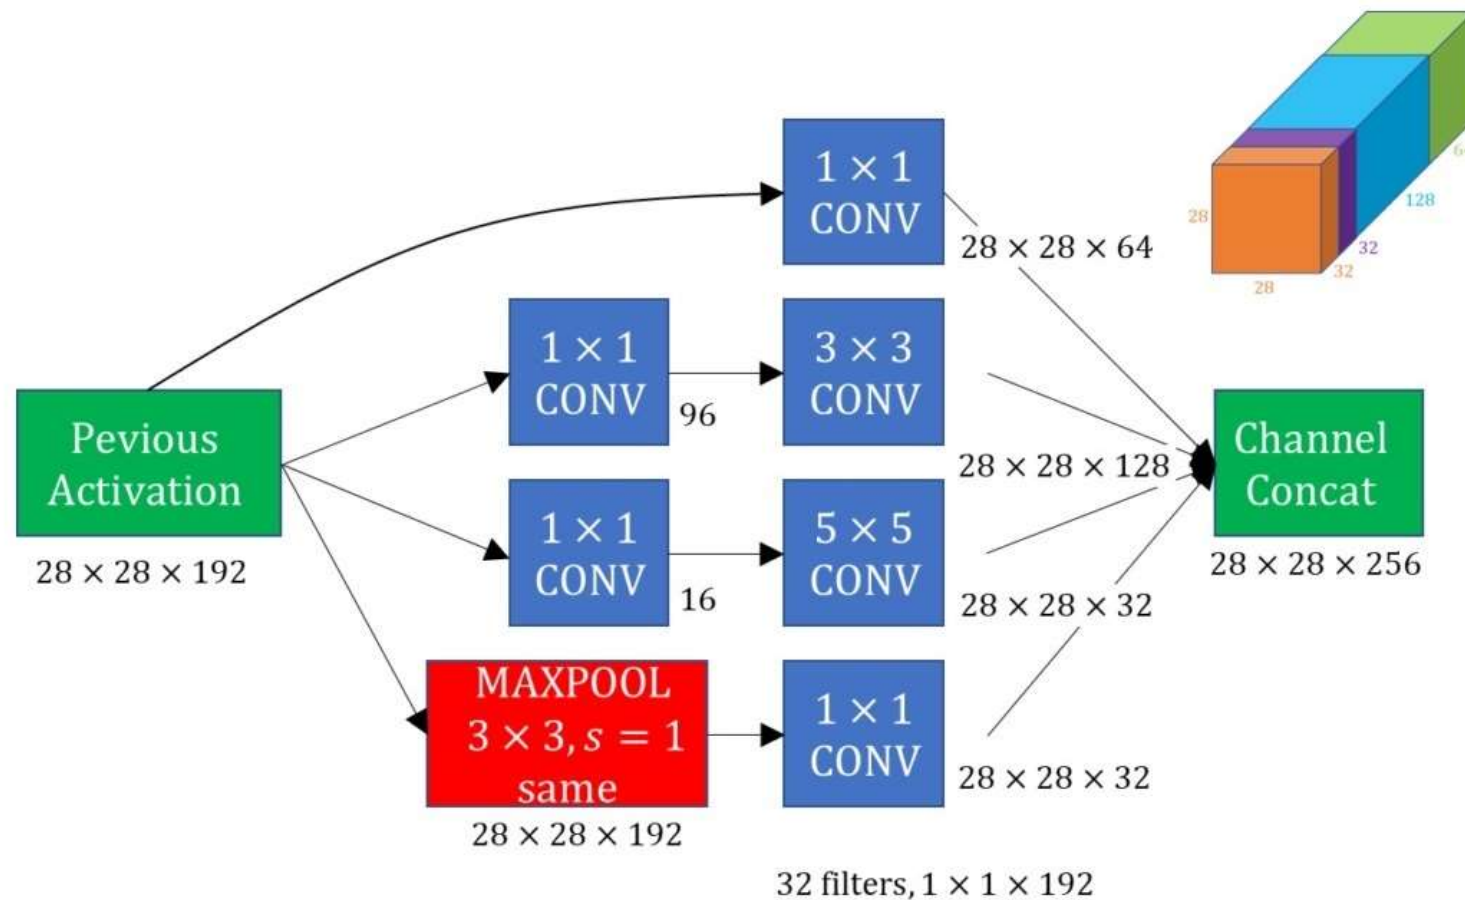 1 × 1
CONV
28 × 28 × 64
1 × 1
CONV
96
3 × 3
CONV
28 × 28 × 128
Pevious
Activation
28 × 28 × 192
1 × 1
CONV
16
5 × 5
CONV
28 × 28 × 32
MAXPOOL
3 × 3, s = 1
same
28 × 28 × 192
1 × 1
CONV
28 × 28 × 32
32 filters, 1 × 1 × 192
Channel
Concat
28 × 28 × 256
28
28
32
32
128